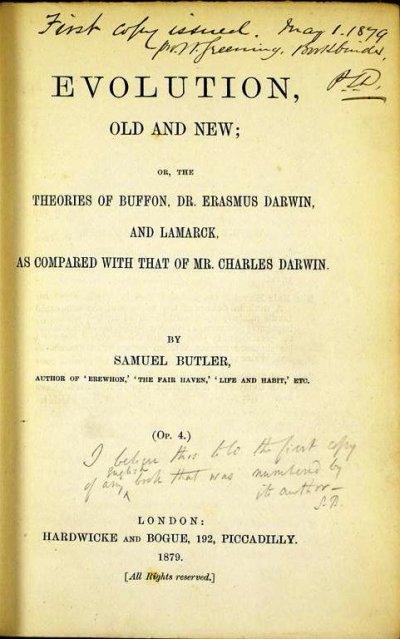 First copy issued. May 1. 1879
W. T. Greening, Bookbinder,
EVOLUTION,
OLD AND NEW;
OR, THE
THEORIES OF BUFFON, DR. ERASMUS DARWIN,
AND LAMARCK,
AS COMPARED WITH THAT OF MR. CHARLES DARWIN.
BY
SAMUEL BUTLER,
AUTHOR OF 'EREWHON,' 'THE FAIR HAVEN,' 'LIFE AND HABIT,' ETC.
(OP. 4.)
I believe this to be the first copy
of any English book that was numbered by
its author—
S.B.
LONDON:
HARDWICKE AND BOGUE, 192, PICCADILLY.
1879.
[All Rights reserved.]